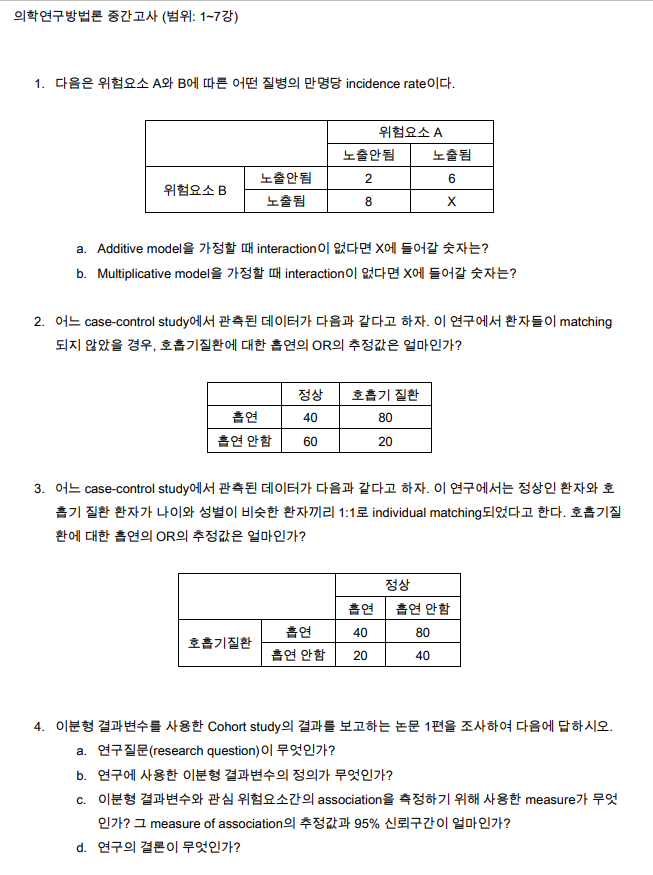 의학연구방법론 중간고사 (범위: 1~7강)
1. 다음은 위험요소 A와 B에 따른 어떤 질병의 만명당 incidence rate이다.
위험요소 A
노출안됨 노출됨
위험요소 B 노출안됨 2 6
노출됨 8 X
a. Additive model을 가정할 때 interaction이 없다면 X에 들어갈 숫자는?
b. Multiplicative model을 가정할 때 interaction이 없다면 X에 들어갈 숫자는?
2. 어느 case-control study에서 관측된 데이터가 다음과 같다고 하자. 이 연구에서 환자들이 matching
되지 않았을 경우, 호흡기질환에 대한 흡연의 OR의 추정값은 얼마인가?
정상 호흡기 질환
흡연 40 80
흡연 안함 60 20
3. 어느 case-control study에서 관측된 데이터가 다음과 같다고 하자. 이 연구에서는 정상인 환자와 호
흡기 질환 환자가 나이와 성별이 비슷한 환자끼리 1:1로 individual matching되었다고 한다. 호흡기질
환에 대한 흡연의 OR의 추정값은 얼마인가?
정상
흡연 흡연 안함
호흡기질환 흡연 40 80
흡연 안함 20 40
4. 이분형 결과변수를 사용한 Cohort study의 결과를 보고하는 논문 1편을 조사하여 다음에 답하시오.
a. 연구질문(research question)이 무엇인가?
b. 연구에 사용한 이분형 결과변수의 정의가 무엇인가?
c. 이분형 결과변수와 관심 위험요소간의 association을 측정하기 위해 사용한 measure가 무엇
인가? 그 measure of association의 추정값과 95% 신뢰구간이 얼마인가?
d. 연구의 결론이 무엇인가?